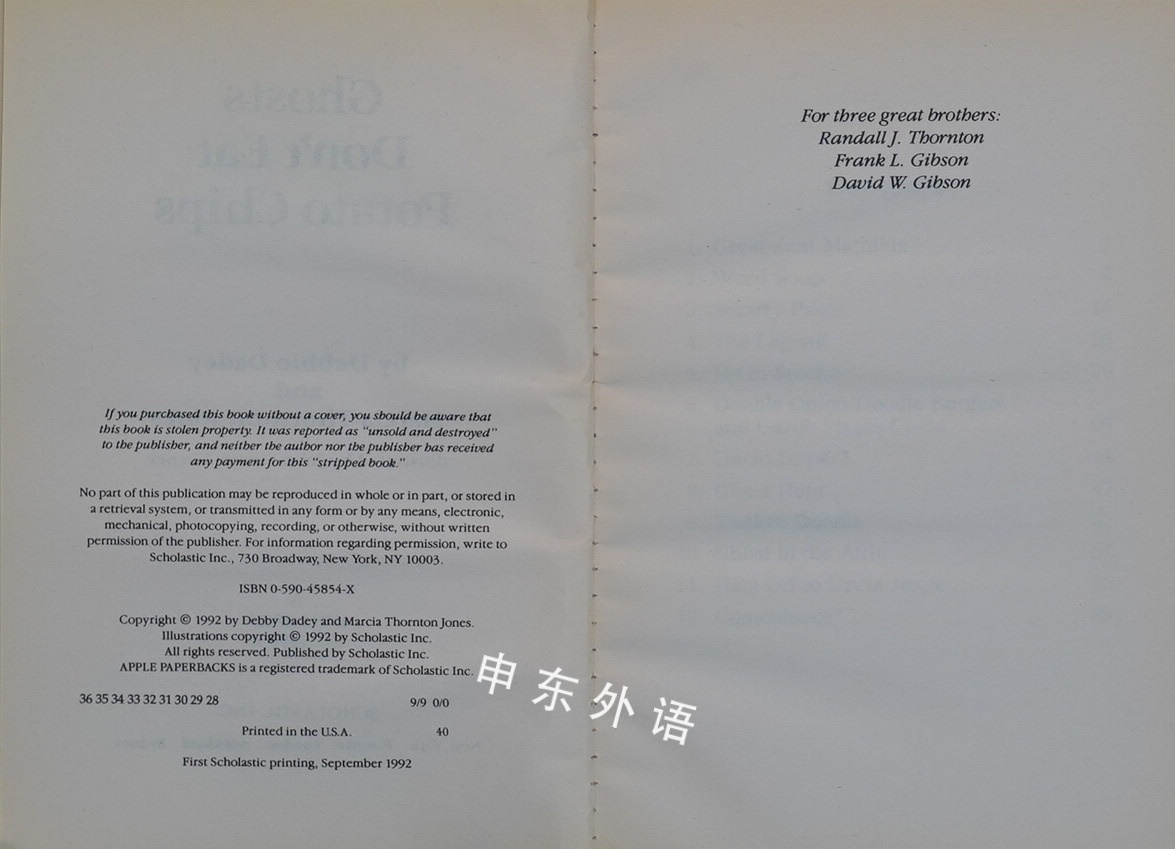 If you purchased this book without a cover, you should be aware that
this book is stolen property. It was reported as "unsold and destroyed"
to the publisher, and neither the author nor the publisher has received
any payment for this "stripped book."
No part of this publication may be reproduced in whole or in part, or stored in
a retrieval system, or transmitted in any form or by any means, electronic,
mechanical, photocopying, recording, or otherwise, without written
permission of the publisher. For information regarding permission, write to
Scholastic Inc., 730 Broadway, New York, NY 10003.
ISBN 0-590-45854-X
Copyright © 1992 by Debby Dadey and Marcia Thornton Jones.
Illustrations copyright © 1992 by Scholastic Inc.
All rights reserved. Published by Scholastic Inc.
APPLE PAPERBACKS is a registered trademark of Scholastic Inc.
36 35 34 33 32 31 30 29 28 9/9 0/0
Printed in the U.S.A. 40
First Scholastic printing, September 1992
For three great brothers:
Randall J. Thornton
Frank L. Gibson
David W. Gibson
申东外语